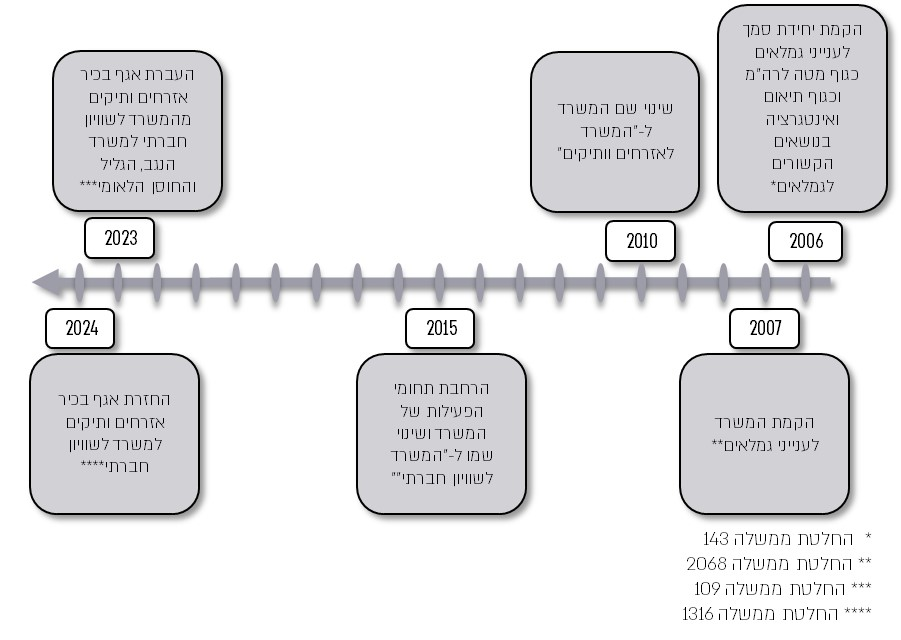 הקמת יחידת סמך
לענייני גמלאים
כגוף מטה לרה"מ
וכגוף תיאום
ואינטגרציה
בנושאים
הקשורים
לגמלאים*
2006
2007
הקמת המשרד
לענייני גמלאים**
שינוי שם המשרד
ל-"המשרד
לאזרחים וותיקים"
2010
2015
הרחבת תחומי
הפעילות של
המשרד ושינוי
שמו ל-"המשרד
לשוויון חברתי""
העברת אגף בכיר
אזרחים ותיקים
מהמשרד לשוויון
חברתי למשרד
הנגב, הגליל
והחוסן הלאומי***
2023
2024
החזרת אגף בכיר
אזרחים ותיקים
למשרד לשוויון
חברתי****
* החלטת ממשלה 143
** החלטת ממשלה 2068
*** החלטת ממשלה 109
**** החלטת ממשלה 1316